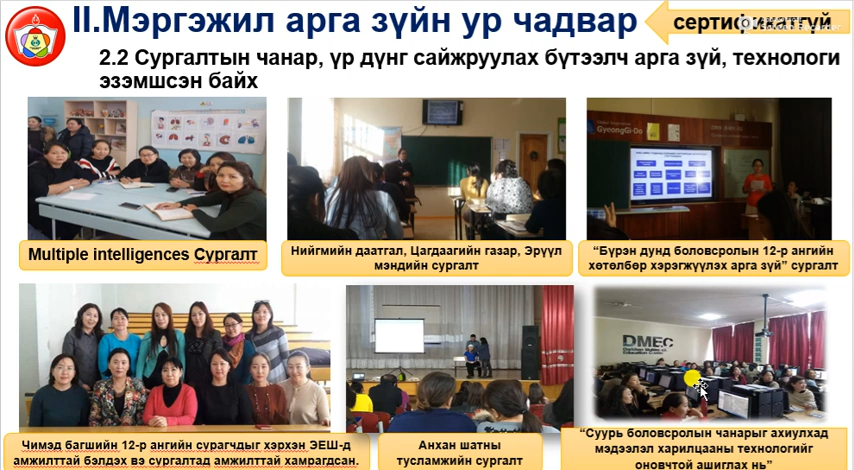 II.Мэргэжил арга зүйн ур чадвар
сертификатгүй
2.2 Сургалтын чанар, үр дүнг сайжруулах бүтээлч арга зүй, технологи
эзэмшсэн байх
GyeongGi-Do
Multiple intelligences Сургалт
Нийгмийн даатгал, Цагдаагийн газар, Эрүүл
мэндийн сургалт
“Бүрэн дунд боловсролын 12-р ангийн
хөтөлбөр хэрэгжүүлэх арга зүй” сургалт
DMEC
Чимэд багшийн 12-р ангийн сурагчдыг хэрхэн ЭЕШ-д
амжилттай бэлдэх вэ сургалтад амжилттай хамрагдсан.
Анхан шатны
тусламжийн сургалт
“Суурь боловсролын чанарыг ахиулхад
мэдээлэл харилцааны технологийг
оновчтой ашиглах нь”